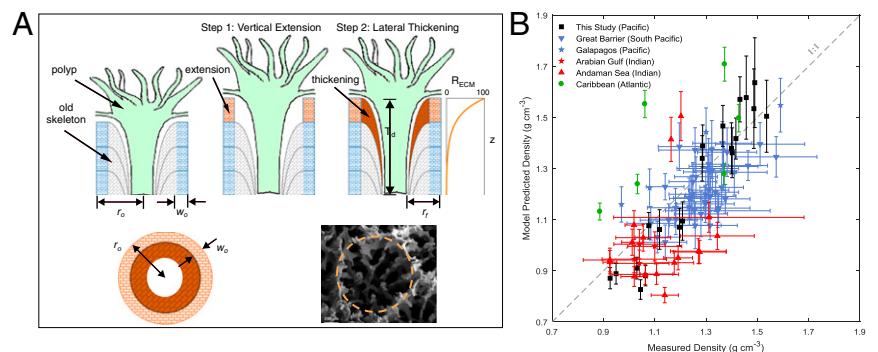 A
Step 1: Vertical Extension
Step 2: Lateral Thickening
polyp
extension
thickening
R_ECM
0
100
old
skeleton
T_d
z
r_o
w_o
r_f
r_o
w_o
B
1.9
1.7
1.5
1.3
1.1
0.9
0.7
Model Predicted Density (g cm⁻³)
This Study (Pacific)
Great Barrier (South Pacific)
Galapagos (Pacific)
Arabian Gulf (Indian)
Andaman Sea (Indian)
Caribbean (Atlantic)
1:1
0.7
0.9
1.1
1.3
1.5
1.7
1.9
Measured Density (g cm⁻³)